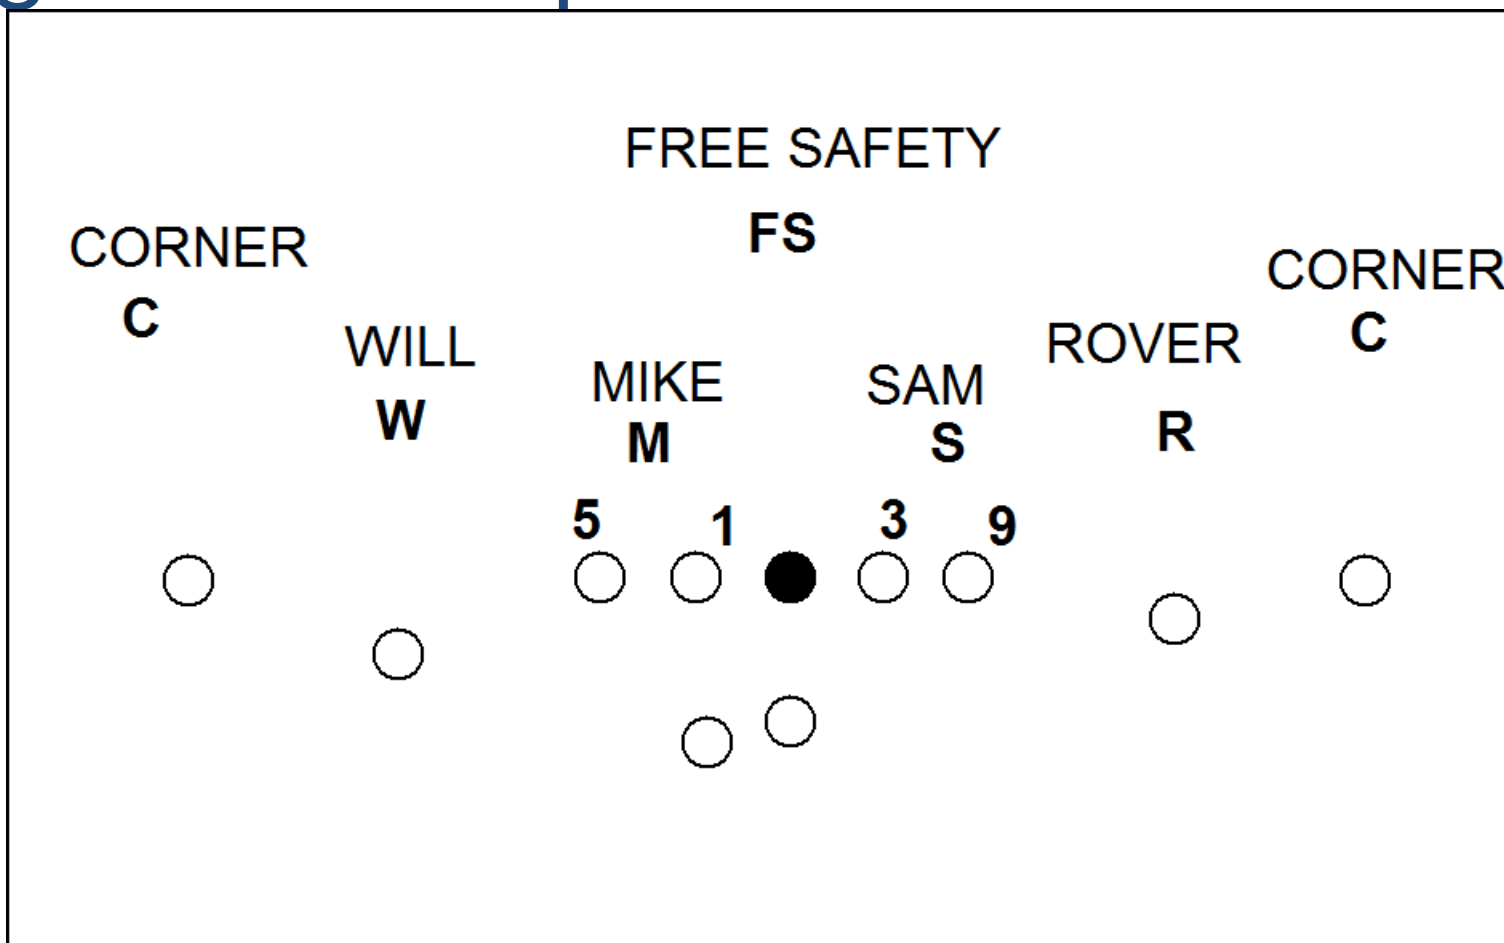 FREE SAFETY
FS
CORNER
C
CORNER
C
WILL
W
MIKE
M
SAM
S
ROVER
R
5 1 3 9